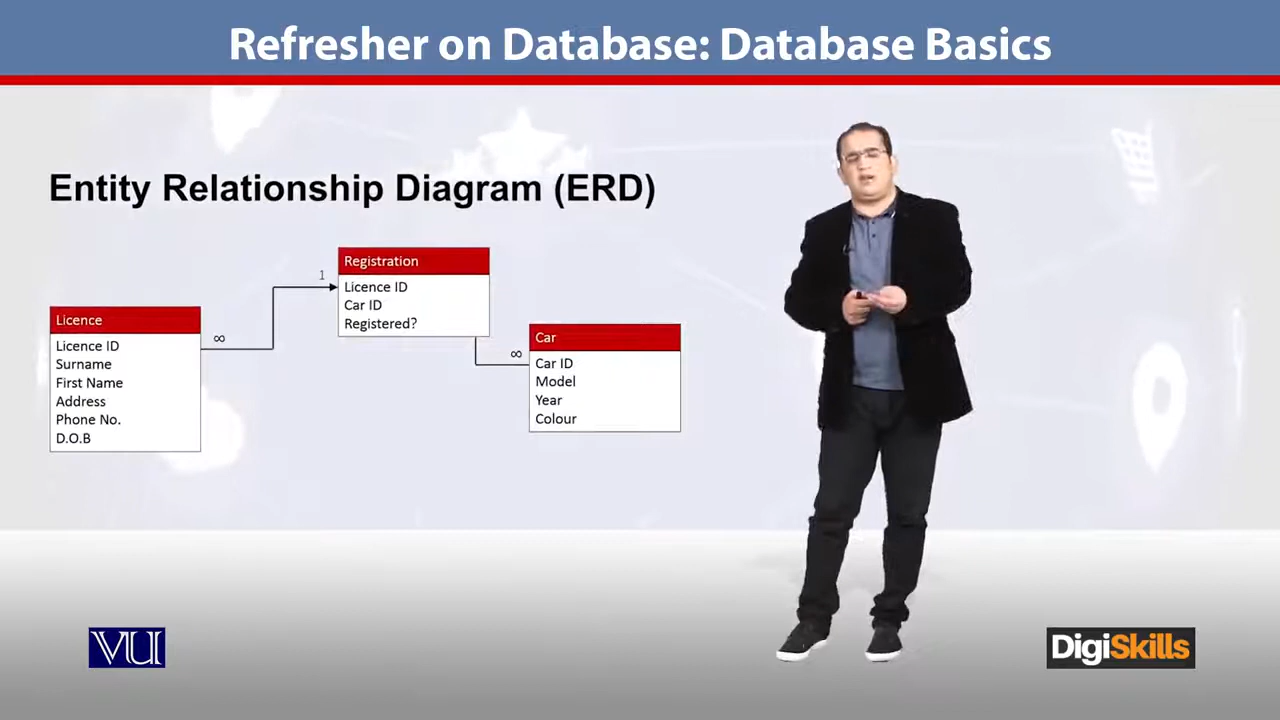 Refresher on Database: Database Basics
Entity Relationship Diagram (ERD)
Licence
Licence ID
Surname
First Name
Address
Phone No.
D.O.B
∞
1
Registration
Licence ID
Car ID
Registered?
∞
Car
Car ID
Model
Year
Colour
VU
DigiSkills